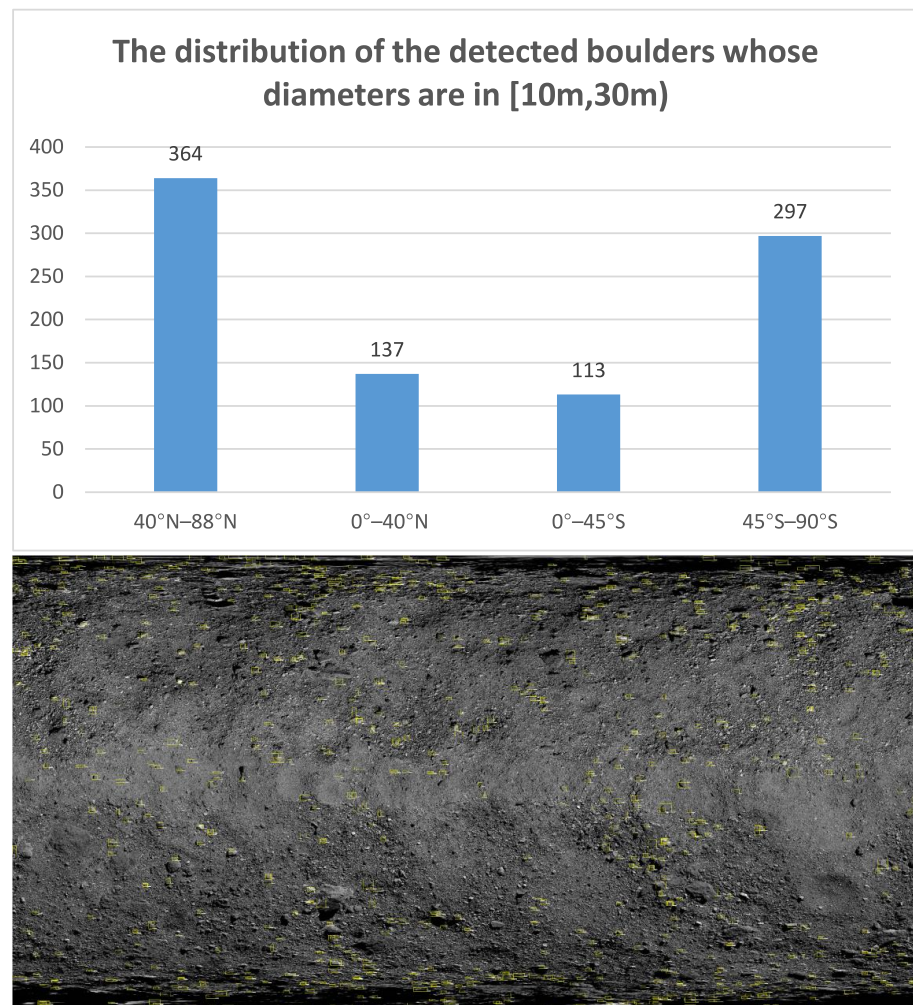 The distribution of the detected boulders whose
diameters are in [10m,30m)
400
350
300
250
200
150
100
50
0
364
137
113
297
40°N–88°N
0°–40°N
0°–45°S
45°S–90°S